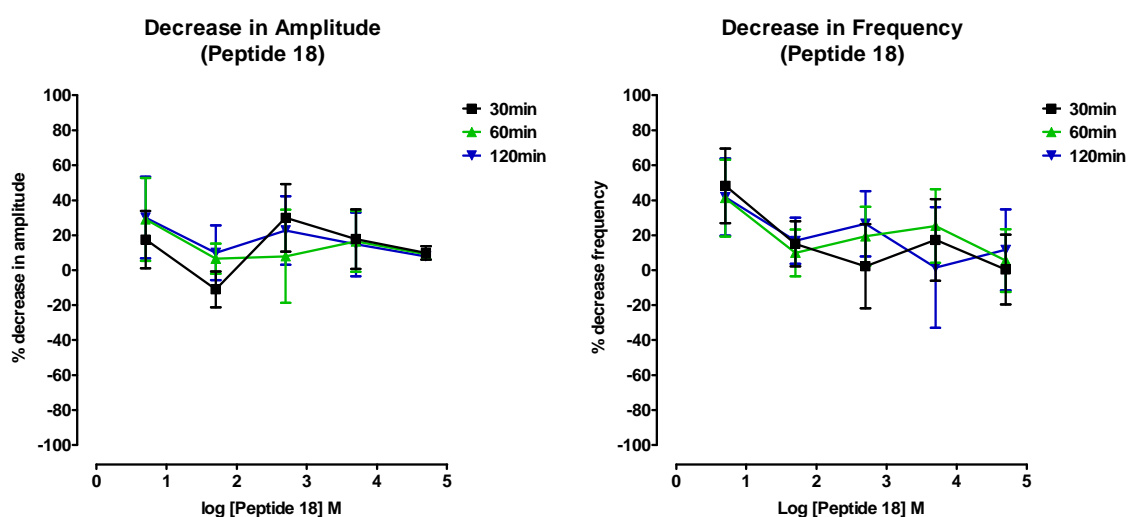 Decrease in Amplitude
(Peptide 18)
100
80
60
40
20
0
-20
-40
-60
-80
-100
% decrease in amplitude
0 1 2 3 4 5
log [Peptide 18] M
30min
60min
120min
Decrease in Frequency
(Peptide 18)
100
80
60
40
20
0
-20
-40
-60
-80
-100
% decrease frequency
0 1 2 3 4 5
Log [Peptide 18] M
30min
60min
120min